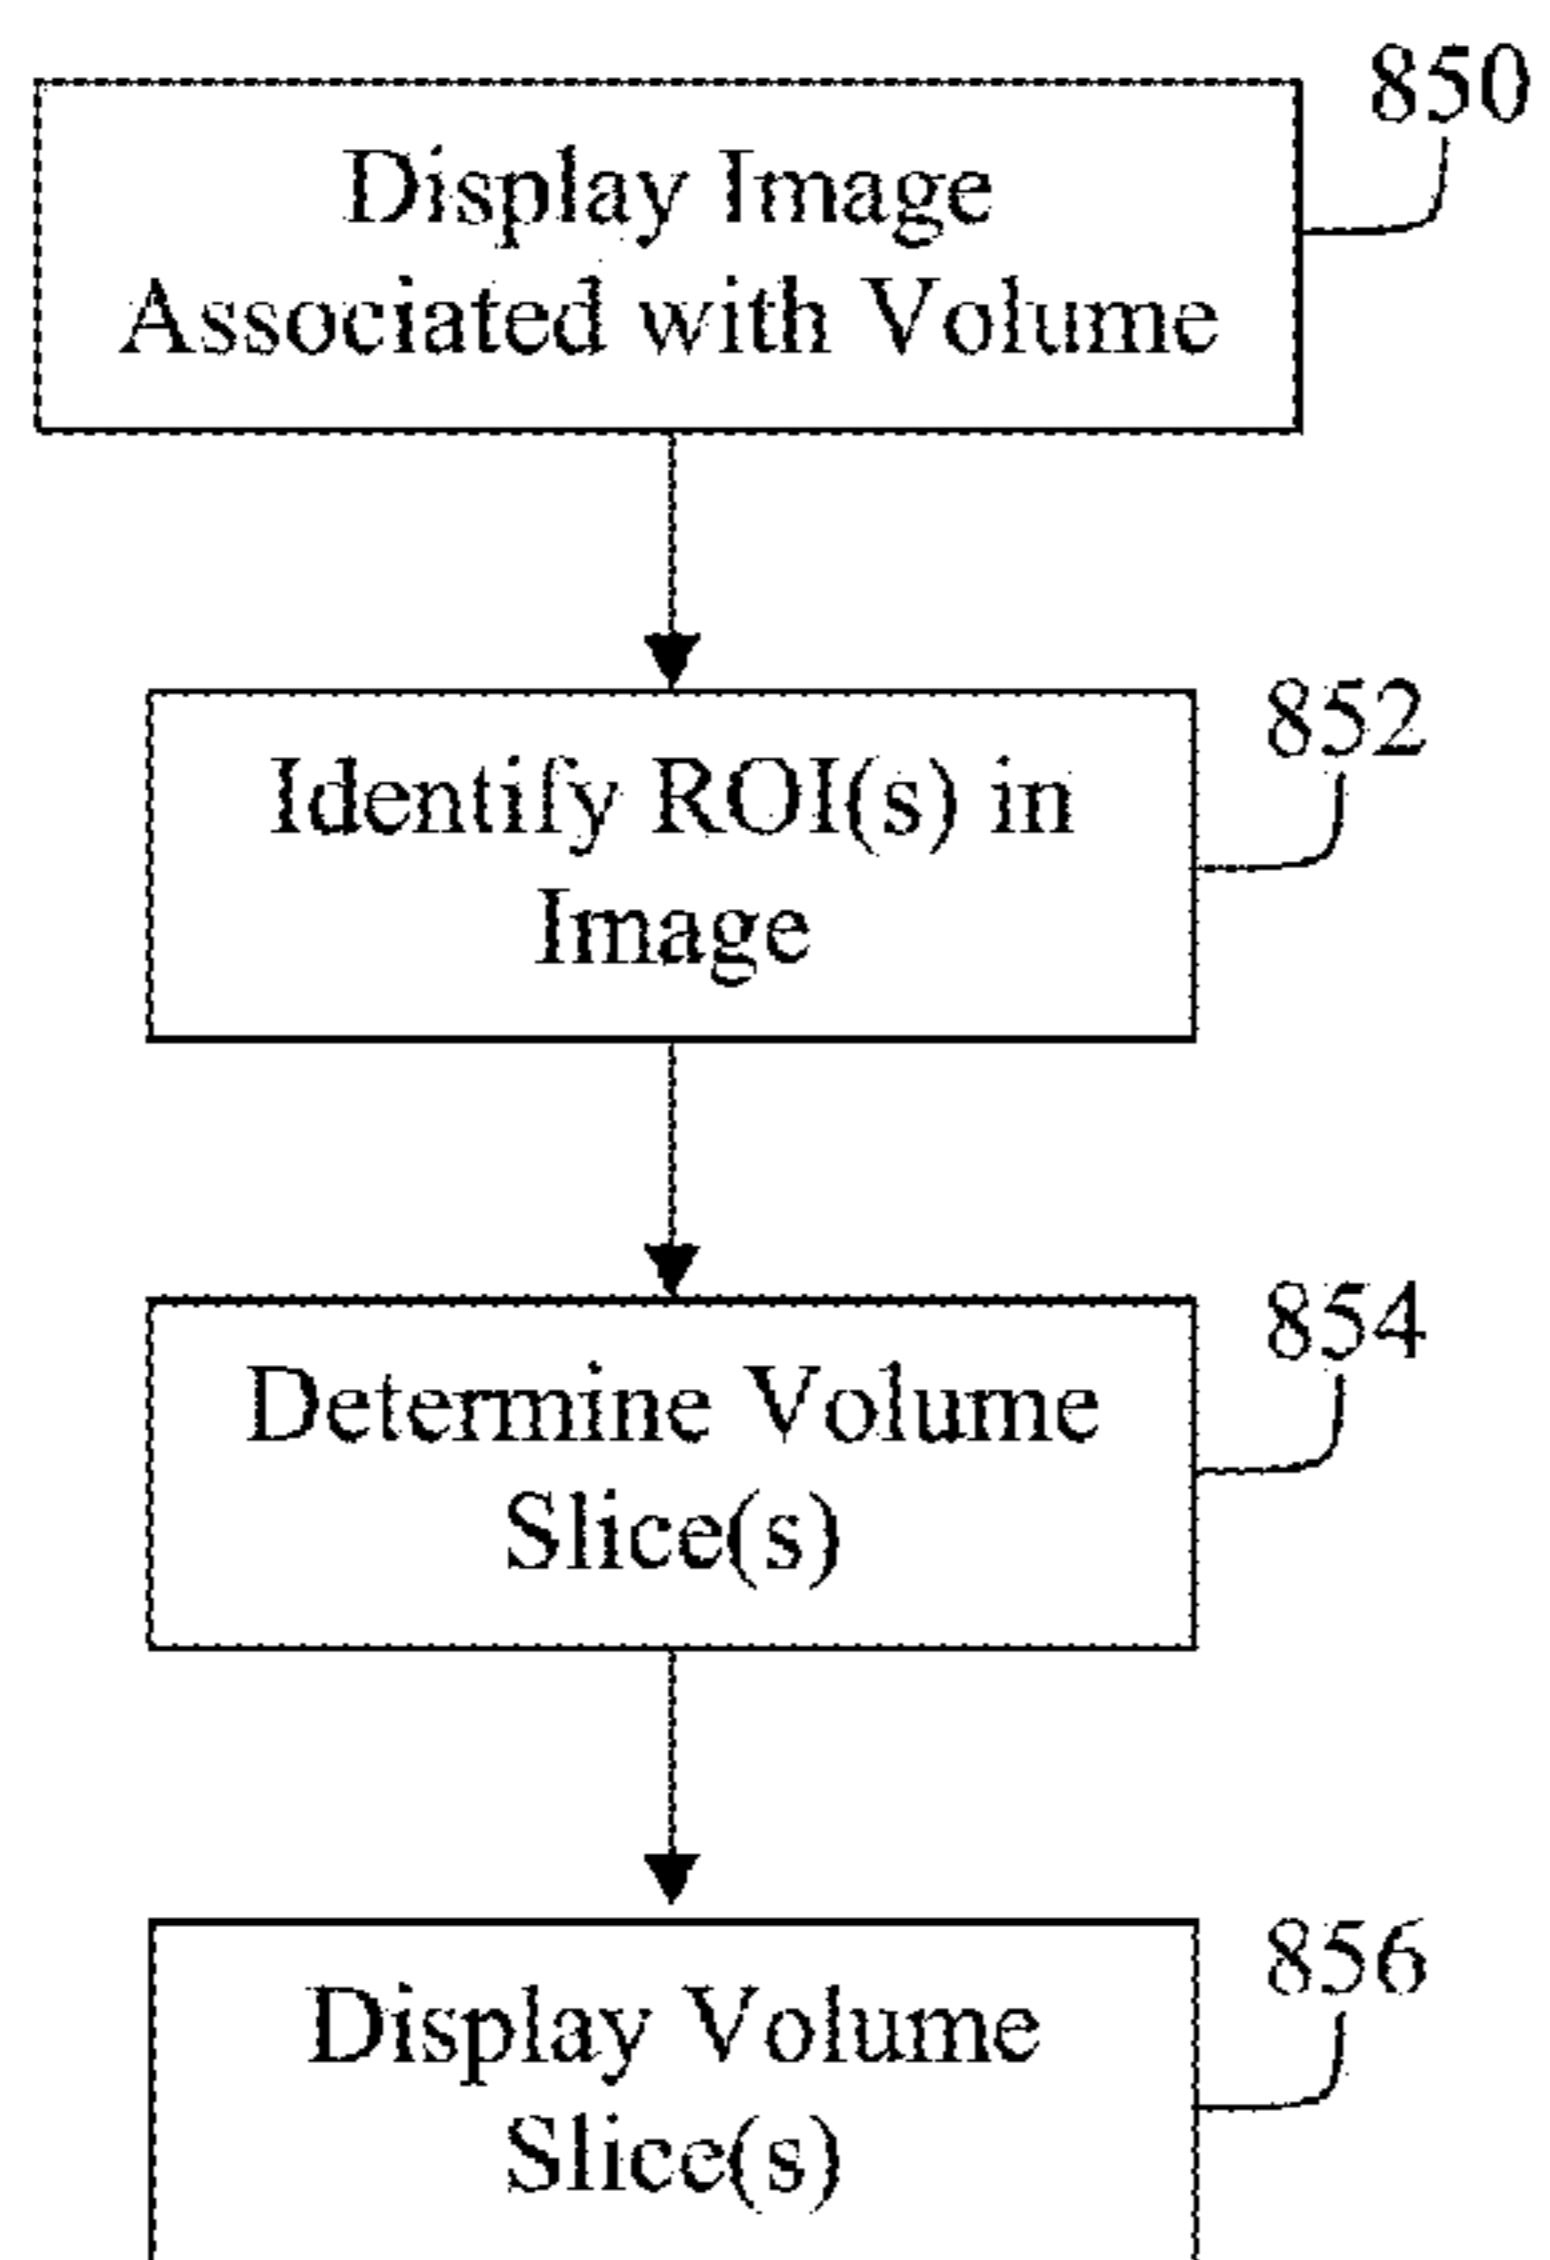 850
Display Image
Associated with Volume
852
Identify ROI(s) in
Image
854
Determine Volume
Slice(s)
856
Display Volume
Slice(s)